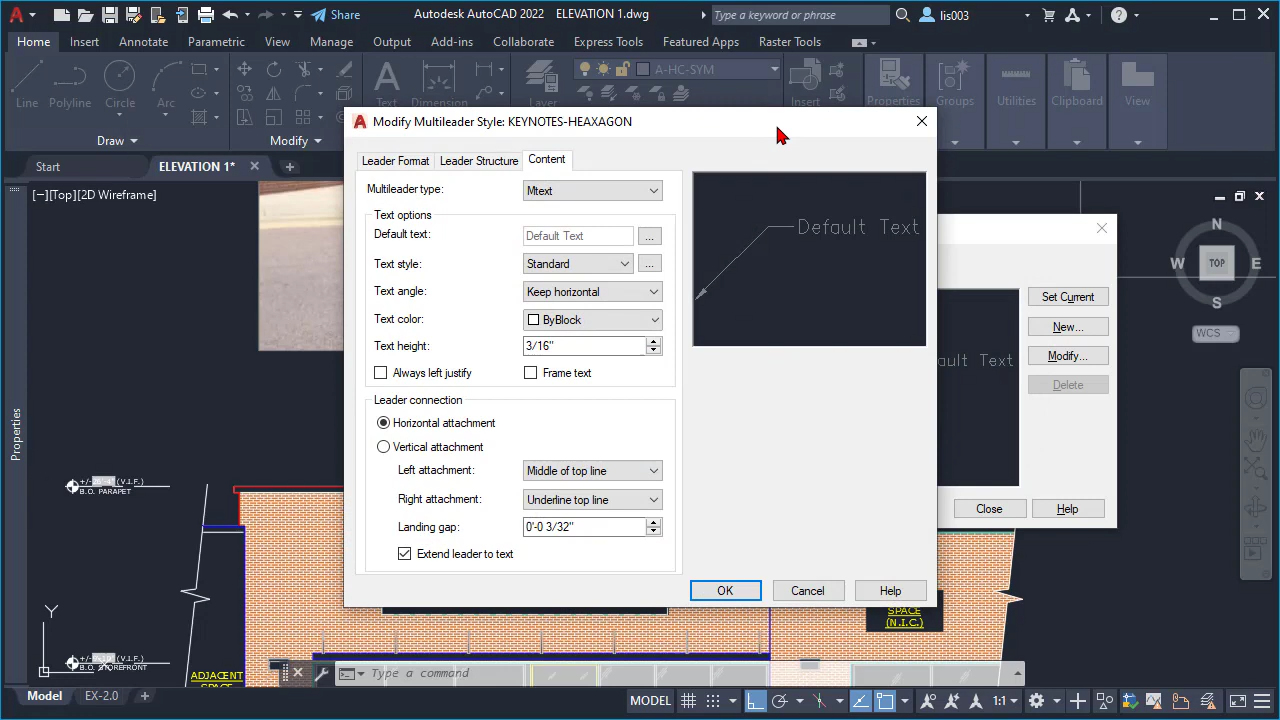 Share
Autodesk AutoCAD 2022 ELEVATION 1.dwg
Type a keyword or phrase
lis003
Home Insert Annotate Parametric View Manage Output Add-ins Collaborate Express Tools Featured Apps Raster Tools
A-HC-SYM
Line Polyline Circle Arc Text Dimension Layer Insert Properties Groups Utilities Clipboard View
Draw Modify
Start ELEVATION 1*
[−][Top][2D Wireframe]
Modify Multileader Style: KEYNOTES-HEAXAGON
Leader Format Leader Structure Content
Multileader type: Mtext
Text options
Default text: Default Text ...
Text style: Standard ...
Text angle: Keep horizontal
Text color: ByBlock
Text height: 3/16"
Always left justify Frame text
Leader connection
Horizontal attachment
Vertical attachment
Left attachment: Middle of top line
Right attachment: Underline top line
Landing gap: 0'-0 3/32"
Extend leader to text
Default Text
OK Cancel Help
Set Current
New...
Modify...
Delete
ault Text
Close Help
N
W TOP E
S
WCS
Properties
(V.I.F.)
B.O. PARAPET
(V.I.F.)
B.O. STOREFRONT
ADJACENT
SPACE
SPACE
(N.I.C.)
Y
X
Type a command
Model EX-2.0
MODEL
1:1